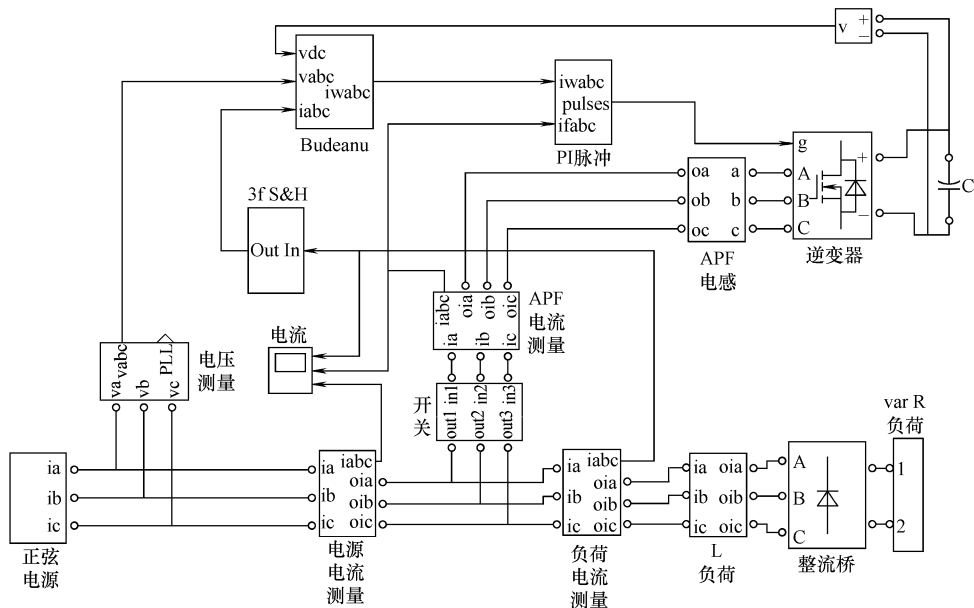 v
+
−
vdc
vabc
iwabc
iabc
Budeanu
iwabc
pulses
ifabc
PI脉冲
g
A
B
C
+
−
逆变器
C
oa a
ob b
oc c
APF
电感
3f S&H
Out In
iabc
oia
oib
oic
ia
ib
ic
APF
电流
测量
电流
vabc
PLL
va
vb
vc
电压
测量
开
关
in1
in2
in3
out1
out2
out3
var R
负荷
1
2
ia
ib
ic
正弦
电源
iabc
ia
oia
ib
oib
ic oic
电源
电流
测量
iabc
ia
oia
ib
oib
ic oic
负荷
电流
测量
ia oia
ib oib
ic oic
L
负荷
A
B
C
整流桥